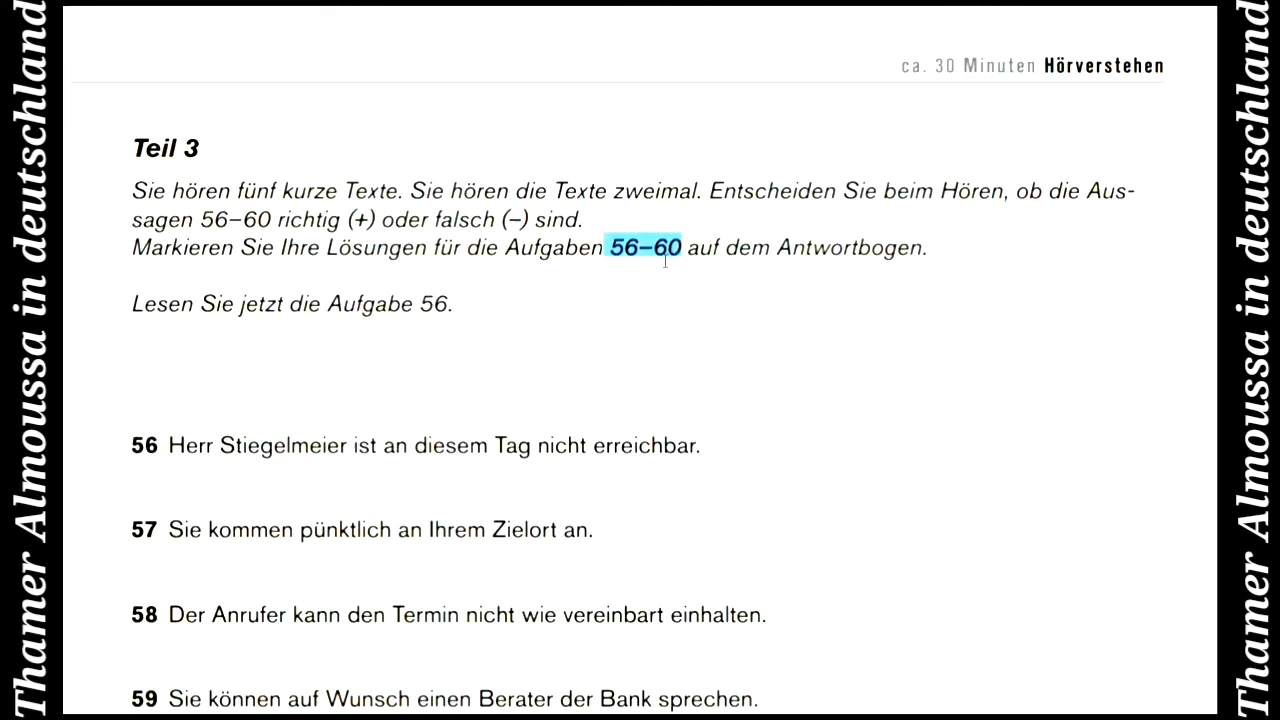 Thamer Almoussa in deutschland
ca. 30 Minuten Hörverstehen
Teil 3
Sie hören fünf kurze Texte. Sie hören die Texte zweimal. Entscheiden Sie beim Hören, ob die Aus-
sagen 56–60 richtig (+) oder falsch (–) sind.
Markieren Sie Ihre Lösungen für die Aufgaben 56–60 auf dem Antwortbogen.
Lesen Sie jetzt die Aufgabe 56.
56 Herr Stiegelmeier ist an diesem Tag nicht erreichbar.
57 Sie kommen pünktlich an Ihrem Zielort an.
58 Der Anrufer kann den Termin nicht wie vereinbart einhalten.
59 Sie können auf Wunsch einen Berater der Bank sprechen.
Thamer Almoussa in deutschland